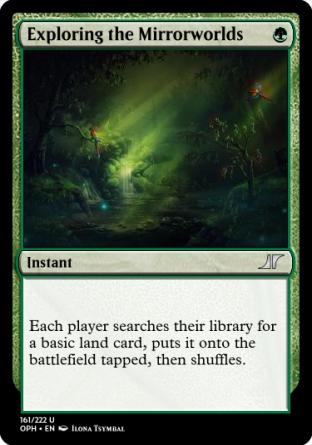 Exploring the Mirrorworlds
Instant
Each player searches their library for
a basic land card, puts it onto the
battlefield tapped, then shuffles.
161/222 U
OPH • EN ILONA TSYMBAL